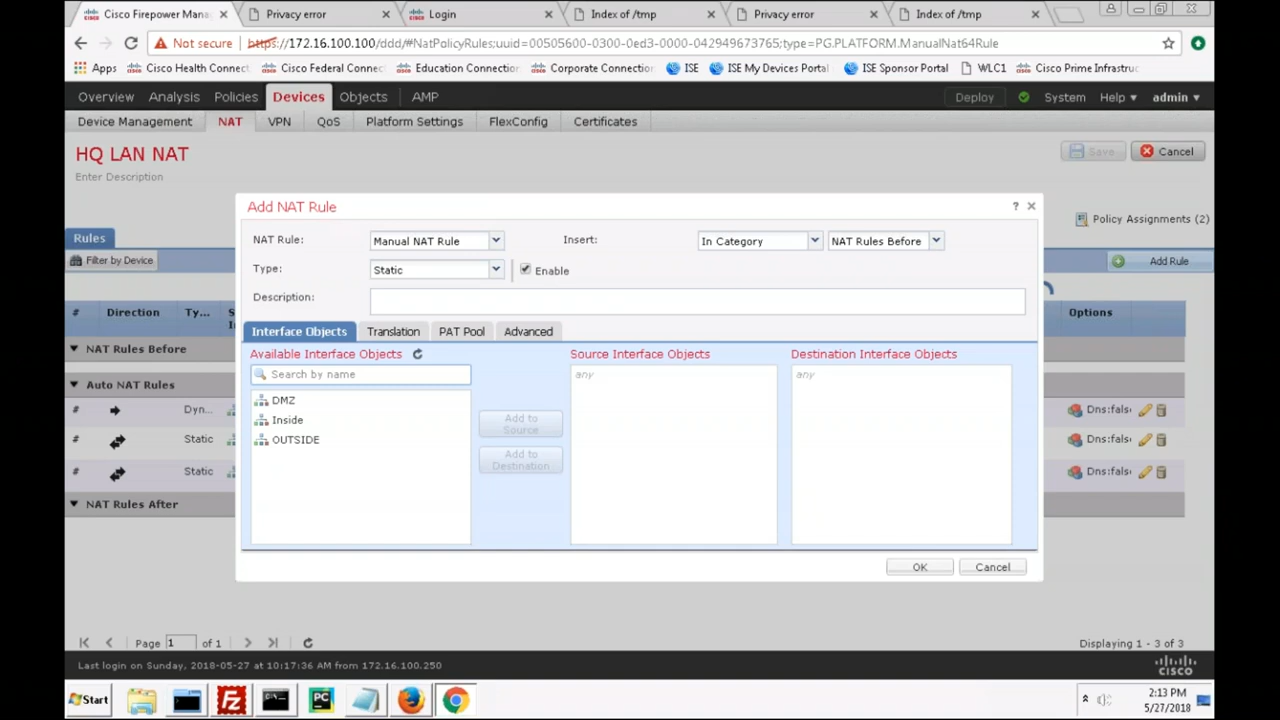 Cisco Firepower Mana
Privacy error
Login
Index of /tmp
Privacy error
Index of /tmp
Not secure https://172.16.100.100/ddd/#NatPolicyRules;uuid=00505600-0300-0ed3-0000-042949673765;type=PG.PLATFORM.ManualNat64Rule
Apps Cisco Health Connect Cisco Federal Connec Education Connection Corporate Connection ISE ISE My Devices Portal ISE Sponsor Portal WLC1 Cisco Prime Infrastruc
Overview Analysis Policies Devices Objects AMP Deploy System Help admin
Device Management NAT VPN QoS Platform Settings FlexConfig Certificates
HQ LAN NAT
Save Cancel
Enter Description
Add NAT Rule ?
Policy Assignments (2)
Rules
NAT Rule: Manual NAT Rule Insert: In Category NAT Rules Before
Filter by Device
Add Rule
Type: Static Enable
Description:
# Direction Ty... S
I
Options
Interface Objects Translation PAT Pool Advanced
NAT Rules Before
Available Interface Objects Source Interface Objects Destination Interface Objects
Search by name any any
Auto NAT Rules
DMZ
# Dyn... Dns:fals
Inside
# Static Dns:fals
OUTSIDE
Add to Source
Add to Destination
# Static Dns:fals
NAT Rules After
OK Cancel
Page 1 of 1 Displaying 1 - 3 of 3
Last login on Sunday, 2018-05-27 at 10:17:36 AM from 172.16.100.250
CISCO
Start PC 2:13 PM
5/27/2018